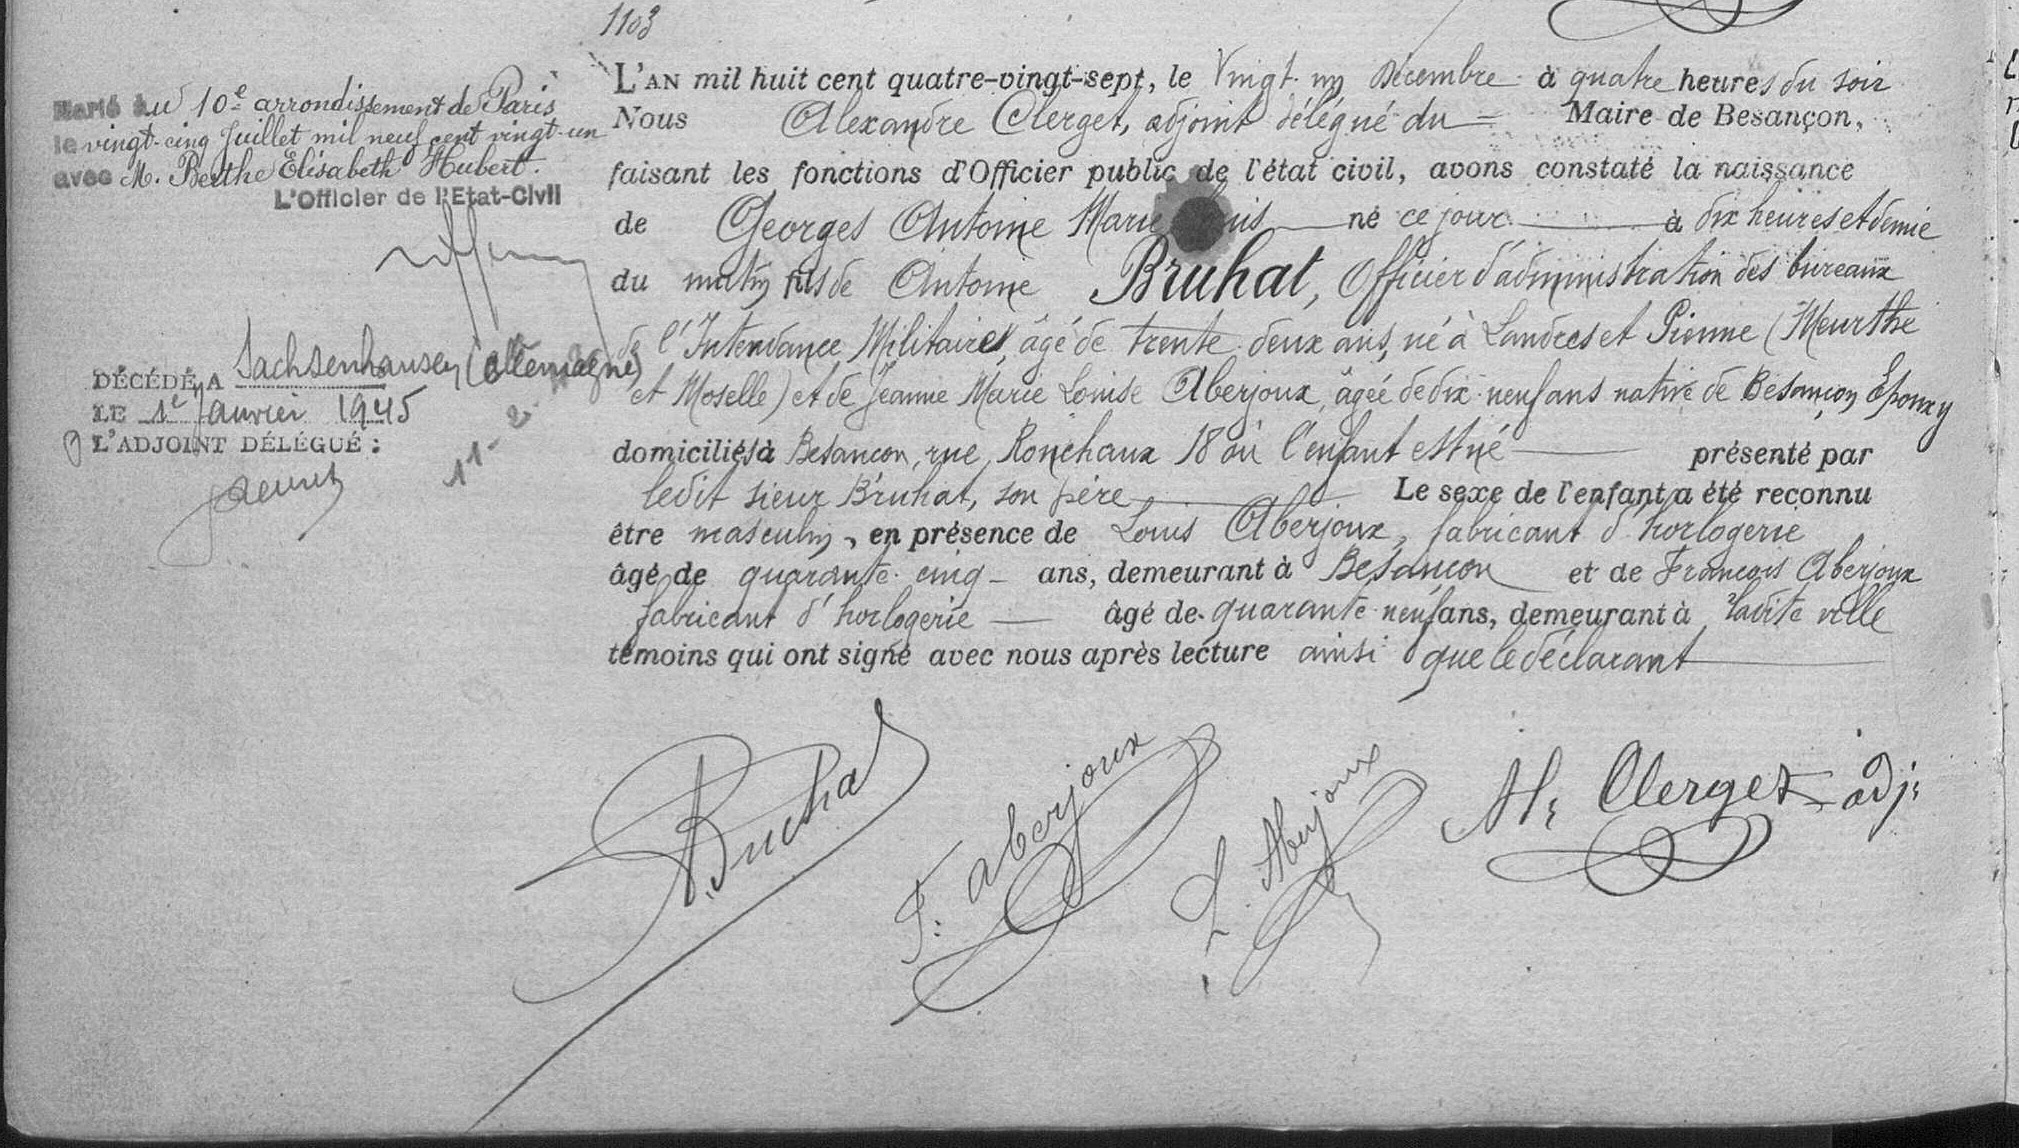 1103
L'AN mil huit cent quatre-vingt-sept, le Vingt-un Décembre à quatre heures du soir
Nous Alexandre Clerget, adjoint délégué du Maire de Besançon,
faisant les fonctions d'Officier public de l'état civil, avons constaté la naissance
de Georges Antoine Marie né ce jour à dix heures et demie
du matin fils de Antoine Bruhat, Officier d'administration des bureaux
de l'Intendance Militaire, âgé de trente-deux ans, né à Landres et Pienne (Meurthe
et Moselle) et de Jeanne Marie Louise Aberjoux, âgée de dix-neuf ans native de Besançon Epoux
domiciliés à Besancon, rue Ronchaux 18 où l'enfant est né présenté par
ledit sieur Bruhat, son père Le sexe de l'enfant a été reconnu
être masculin, en présence de Louis Aberjoux, fabricant d'horlogerie
âgé de quarante-cinq ans, demeurant à Besançon et de François Aberjoux
fabricant d'horlogerie âgé de quarante-neuf ans, demeurant à ladite ville
témoins qui ont signé avec nous après lecture ainsi que le déclarant
Bruhat
F. aberjoux
L. Aberjoux
Al. Clerget adjt
Marié au 10e arrondissement de Paris
le vingt-cinq Juillet mil neuf cent vingt-un
avec M. Berthe Elisabeth Hubert.
L'Officier de l'Etat-Civil
DÉCÉDÉ A Sachsenhausen (Allemagne)
LE 1er Janvier 1945
L'ADJOINT DÉLÉGUÉ :